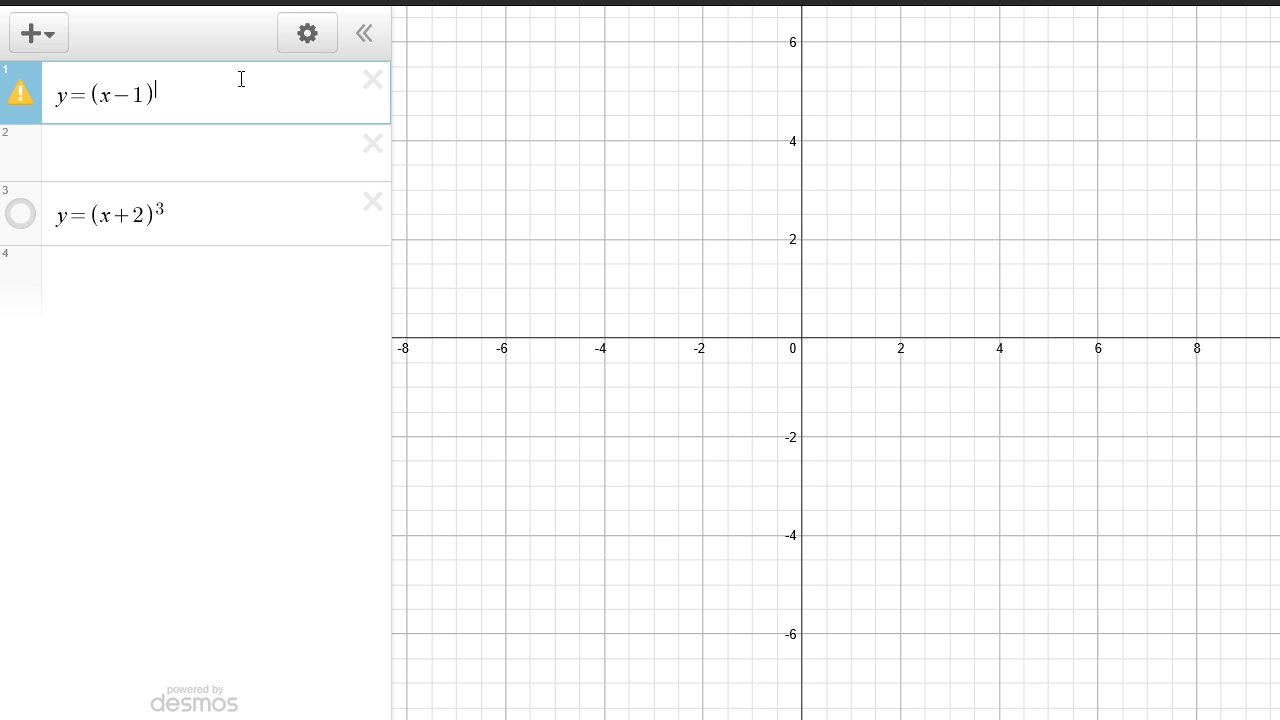 1
y=(x−1)
2
3
y=(x+2)³
4
6
4
2
-8 -6 -4 -2 0 2 4 6 8
-2
-4
-6
powered by
desmos